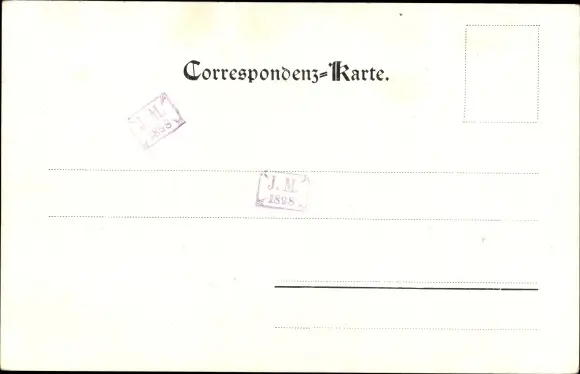 Correspondenz-Karte.
J. M.
1898
J. M.
1898